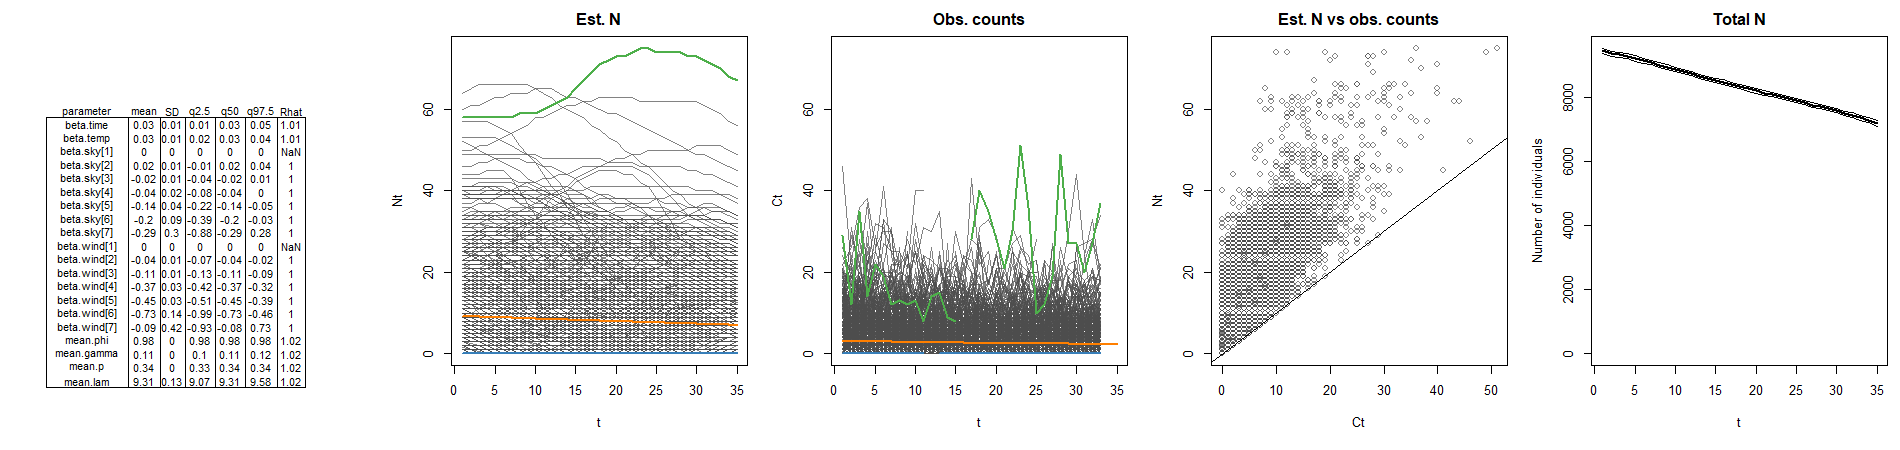 parameter mean SD q2.5 q50 q97.5 Rhat
beta.time 0.03 0.01 0.01 0.03 0.05 1.01
beta.temp 0.03 0.01 0.02 0.03 0.04 1.01
beta.sky[1] 0 0 0 0 0 NaN
beta.sky[2] 0.02 0.01 -0.01 0.02 0.04 1
beta.sky[3] -0.02 0.01 -0.04 -0.02 0.01 1
beta.sky[4] -0.04 0.02 -0.08 -0.04 0 1
beta.sky[5] -0.14 0.04 -0.22 -0.14 -0.05 1
beta.sky[6] -0.2 0.09 -0.39 -0.2 -0.03 1
beta.sky[7] -0.29 0.3 -0.88 -0.29 0.28 1
beta.wind[1] 0 0 0 0 0 NaN
beta.wind[2] -0.04 0.01 -0.07 -0.04 -0.02 1
beta.wind[3] -0.11 0.01 -0.13 -0.11 -0.09 1
beta.wind[4] -0.37 0.03 -0.42 -0.37 -0.32 1
beta.wind[5] -0.45 0.03 -0.51 -0.45 -0.39 1
beta.wind[6] -0.73 0.14 -0.99 -0.73 -0.46 1
beta.wind[7] -0.09 0.42 -0.93 -0.08 0.73 1
mean.phi 0.98 0 0.98 0.98 0.98 1.02
mean.gamma 0.11 0 0.1 0.11 0.12 1.02
mean.p 0.34 0 0.33 0.34 0.34 1.02
mean.lam 9.31 0.13 9.07 9.31 9.58 1.02
Est. N
Nt
60
40
20
0
0 5 10 15 20 25 30 35
t
Obs. counts
Ct
60
40
20
0
0 5 10 15 20 25 30 35
t
Est. N vs obs. counts
Nt
60
40
20
0
0 10 20 30 40 50
Ct
Total N
Number of individuals
8000
6000
4000
2000
0
0 5 10 15 20 25 30 35
t